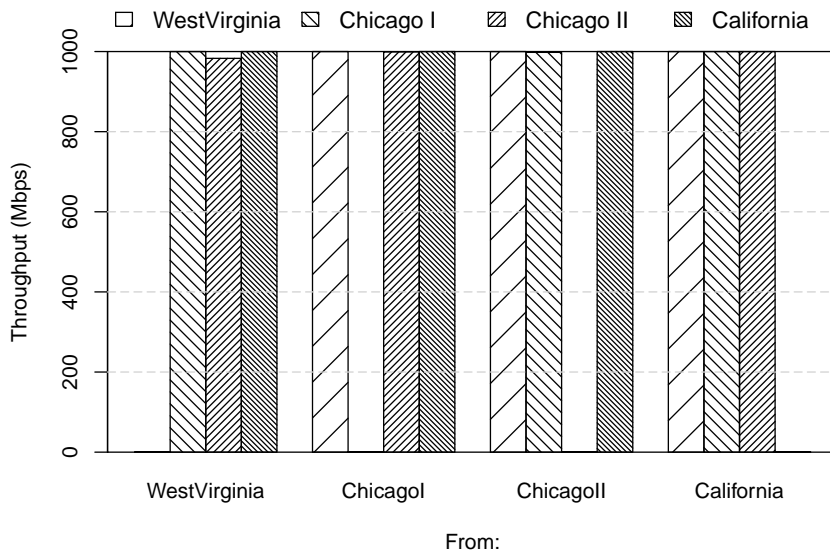 WestVirginia Chicago I Chicago II California
Throughput (Mbps)
1000
800
600
400
200
0
WestVirginia ChicagoI ChicagoII California
From: